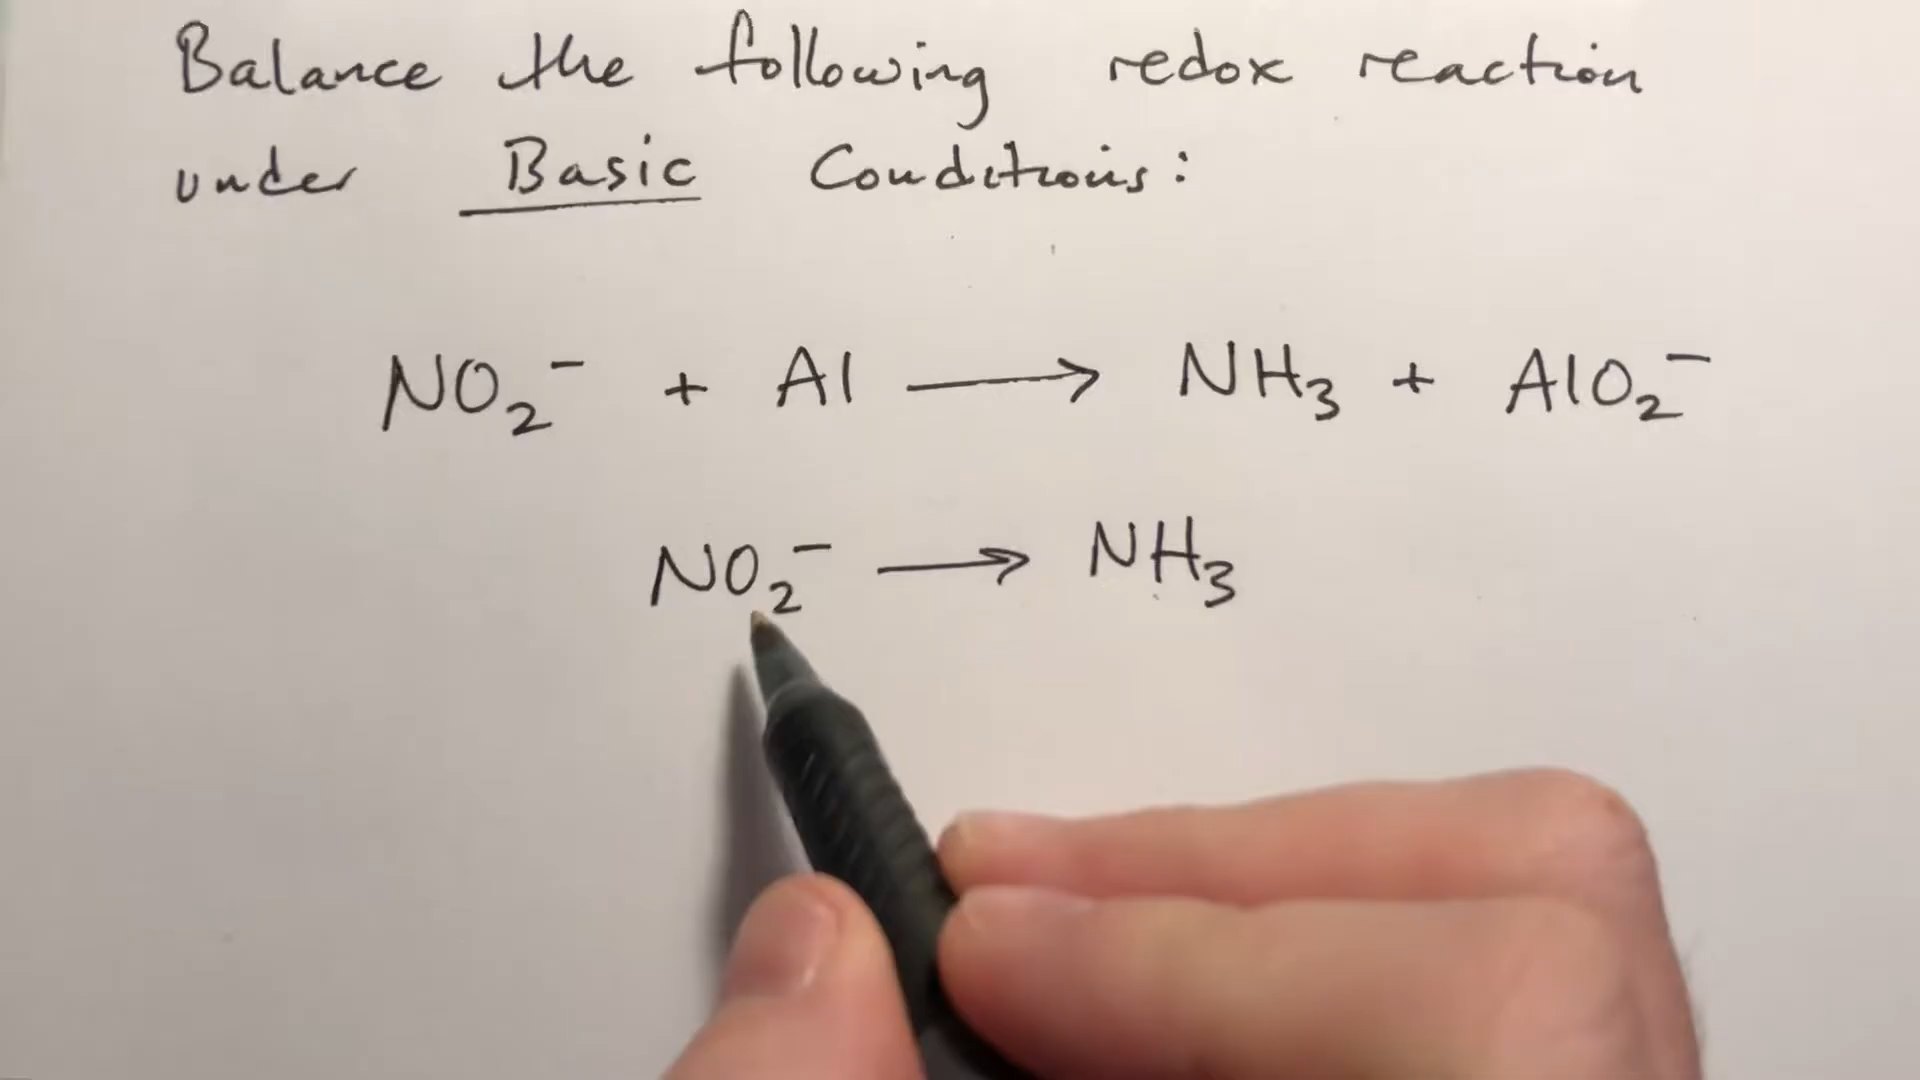 Balance the following redox reaction
under Basic Conditions:
NO₂⁻ + Al ⟶ NH₃ + AlO₂⁻
NO₂⁻ ⟶ NH₃